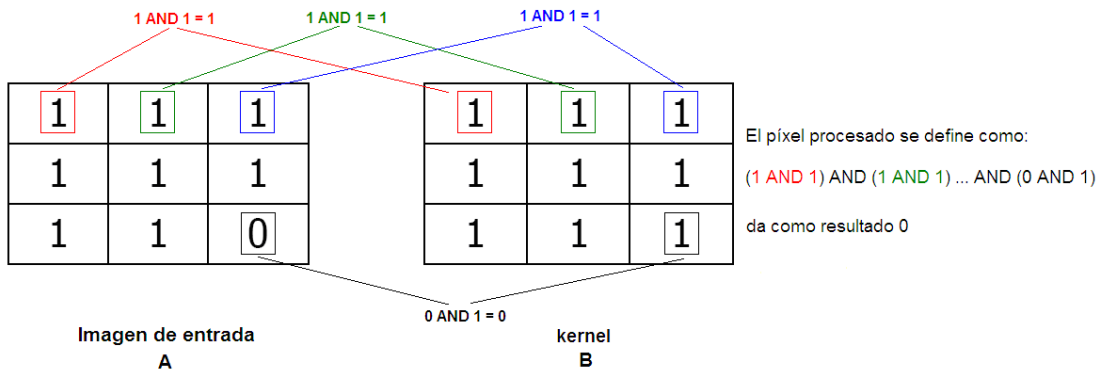 1 AND 1 = 1 1 AND 1 = 1 1 AND 1 = 1
1 1 1 1 1 1
El píxel procesado se define como:
1 1 1 1 1 1
(1 AND 1) AND (1 AND 1) ... AND (0 AND 1)
1 1 0 1 1 1
da como resultado 0
0 AND 1 = 0
Imagen de entrada kernel
A B